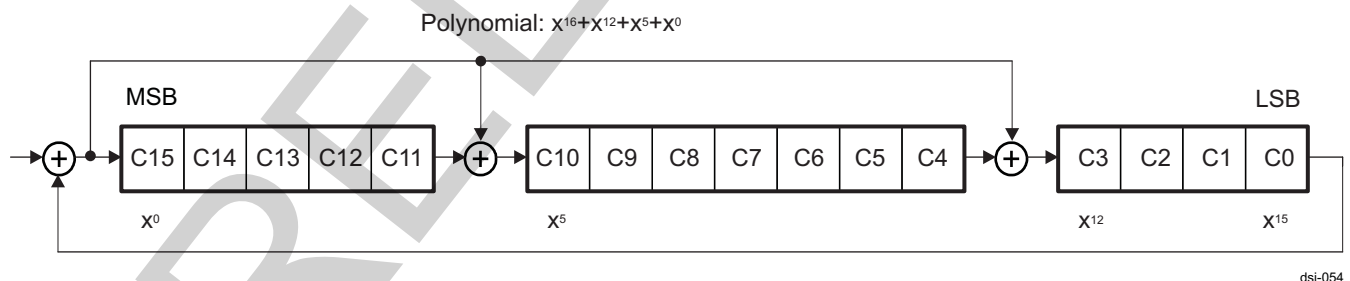 Polynomial: x¹⁶+x¹²+x⁵+x⁰
MSB LSB
+ C15 C14 C13 C12 C11 + C10 C9 C8 C7 C6 C5 C4 + C3 C2 C1 C0
x⁰ x⁵ x¹² x¹⁵
dsi-054